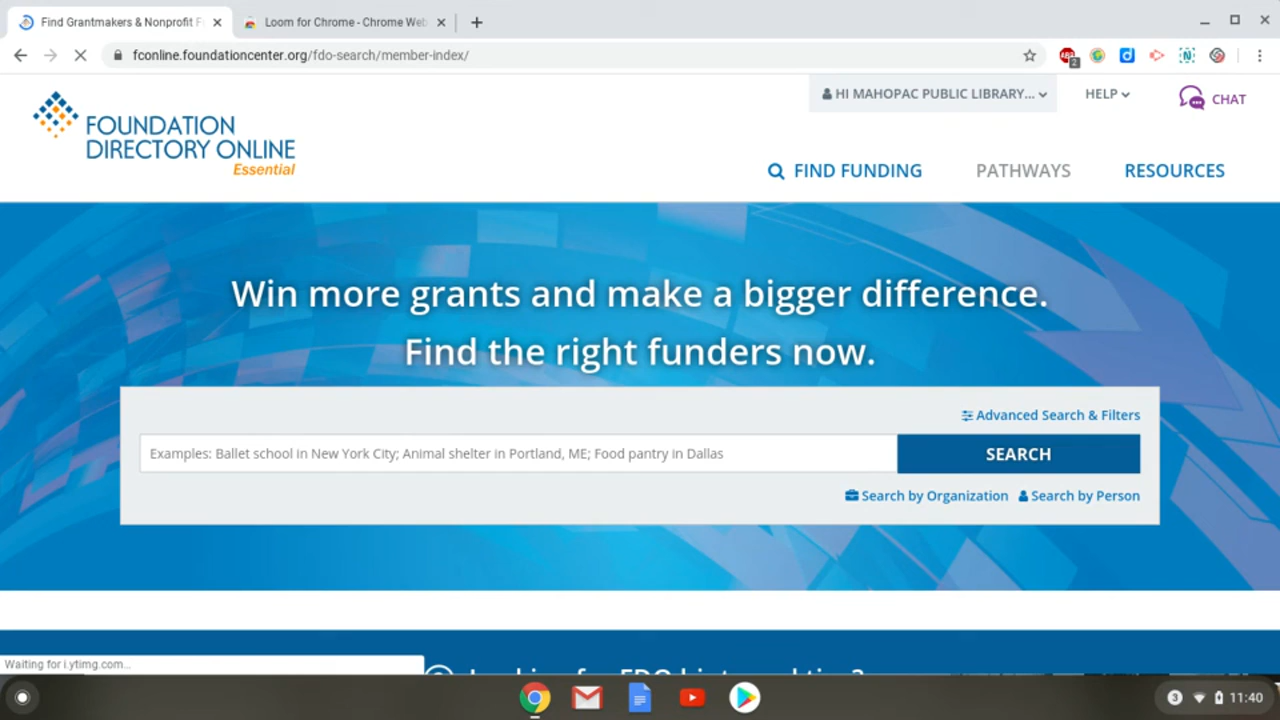 Find Grantmakers & Nonprofit F
Loom for Chrome - Chrome Web
fconline.foundationcenter.org/fdo-search/member-index/
ABP
2
HI MAHOPAC PUBLIC LIBRARY...
HELP
CHAT
FOUNDATION
DIRECTORY ONLINE
Essential
FIND FUNDING
PATHWAYS
RESOURCES
Win more grants and make a bigger difference.
Find the right funders now.
Advanced Search & Filters
Examples: Ballet school in New York City; Animal shelter in Portland, ME; Food pantry in Dallas
SEARCH
Search by Organization
Search by Person
Waiting for i.ytimg.com...
3
11:40